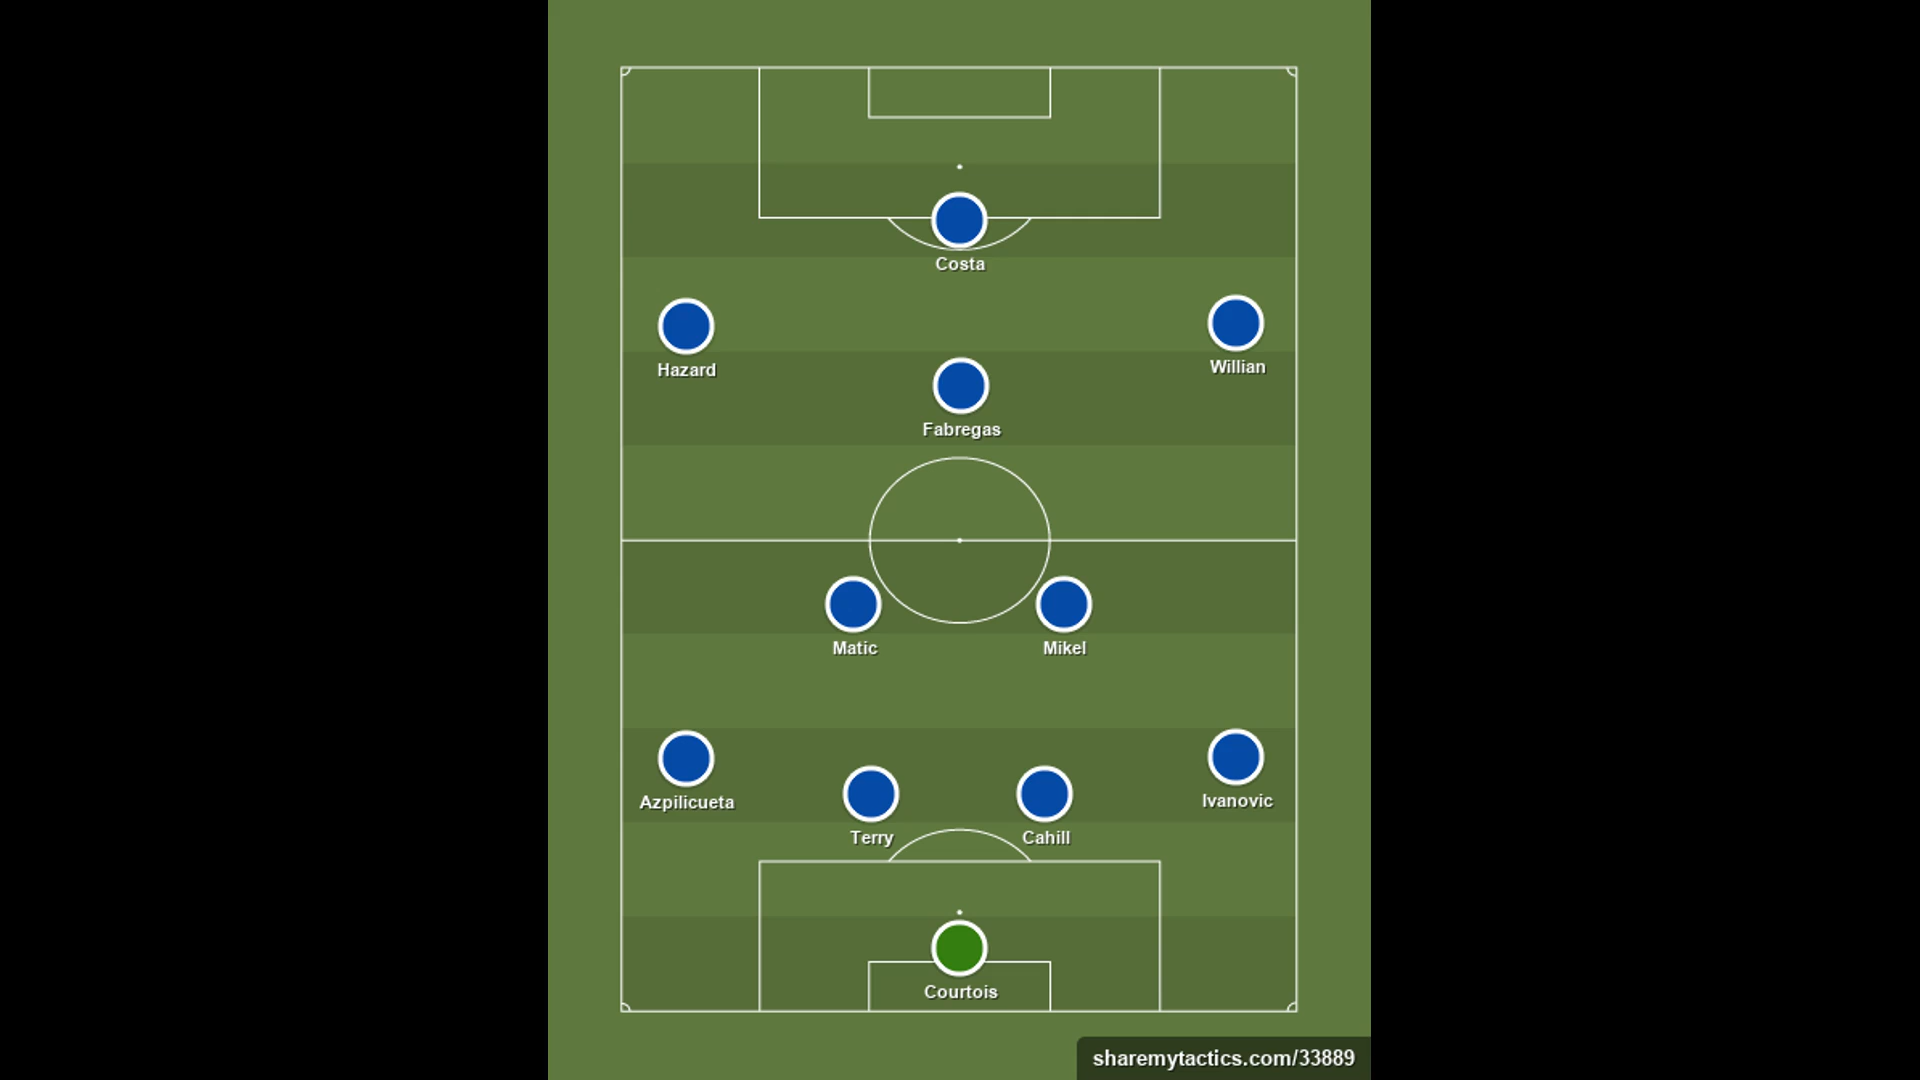 Costa
Hazard
Willian
Fabregas
Matic
Mikel
Azpilicueta
Ivanovic
Terry
Cahill
Courtois
sharemytactics.com/33889